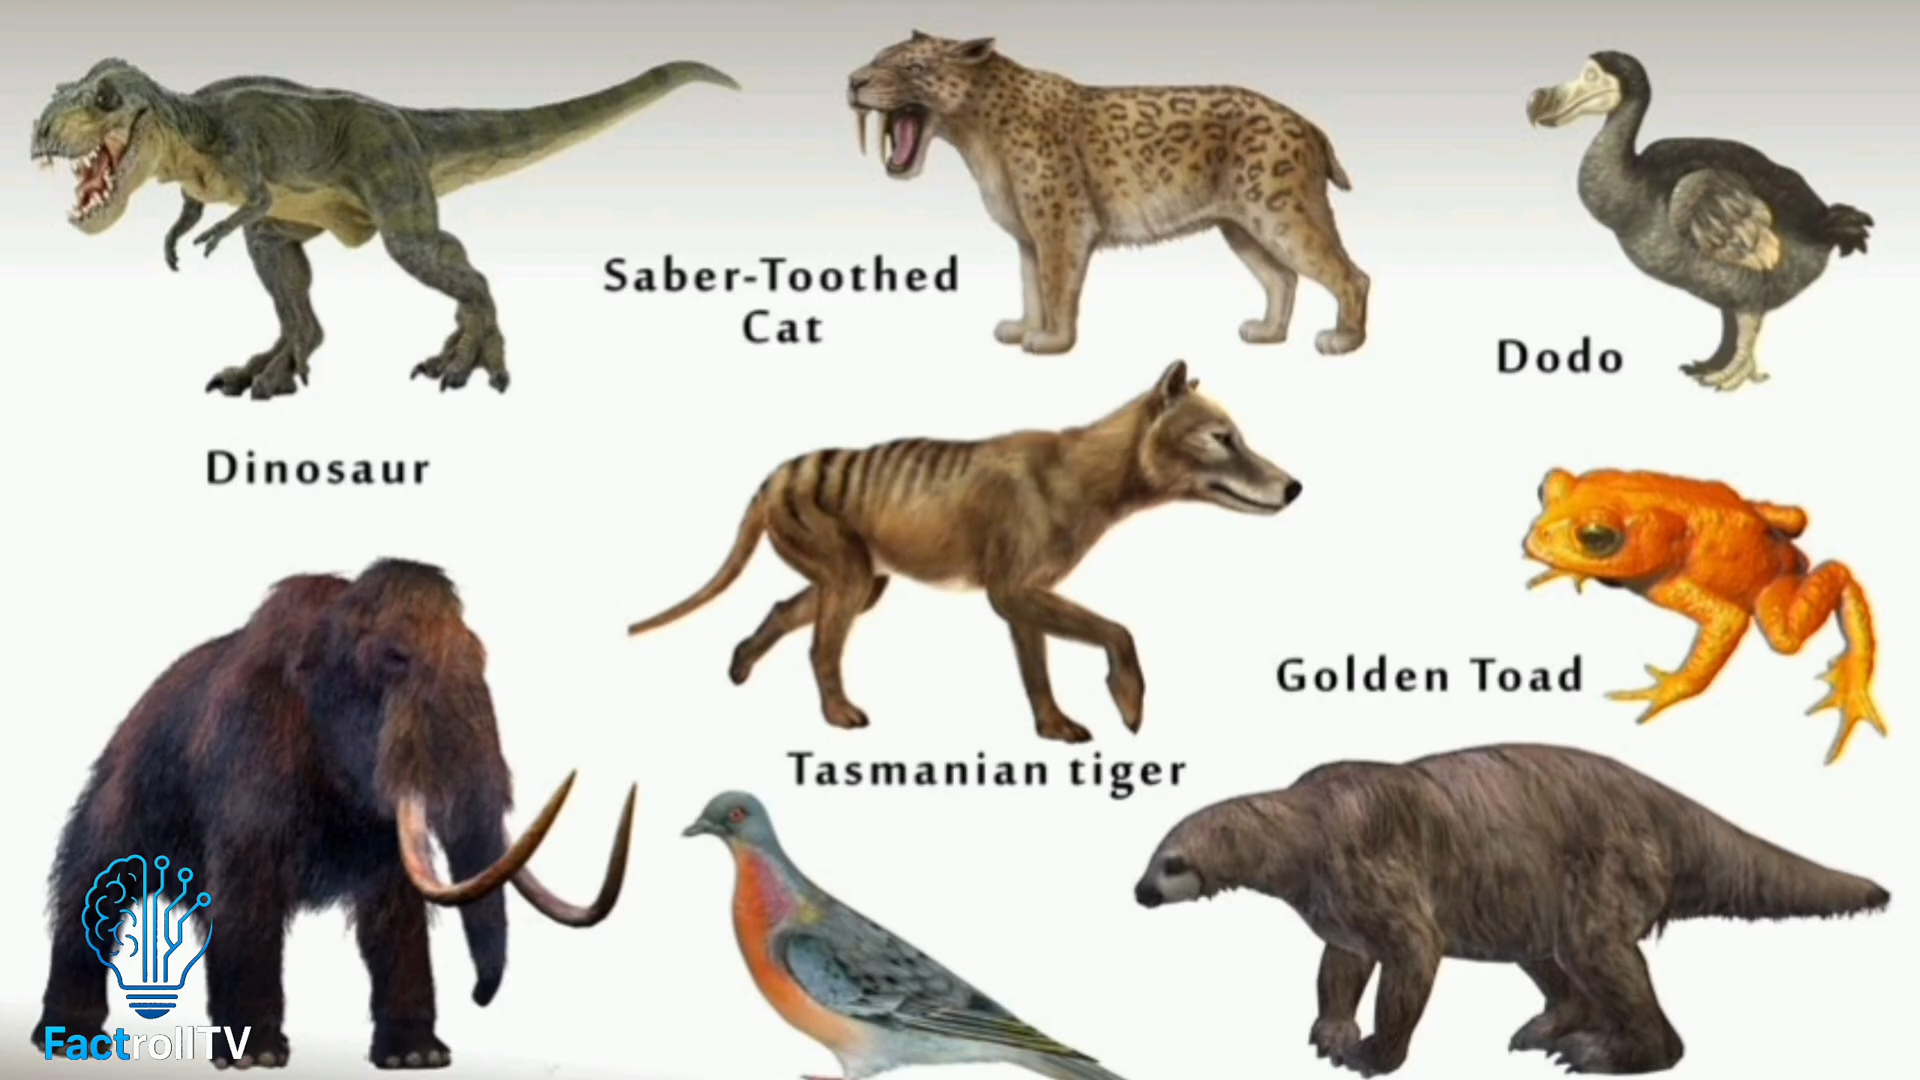 Saber-Toothed
Cat
Dodo
Dinosaur
Golden Toad
Tasmanian tiger
FactrollTV